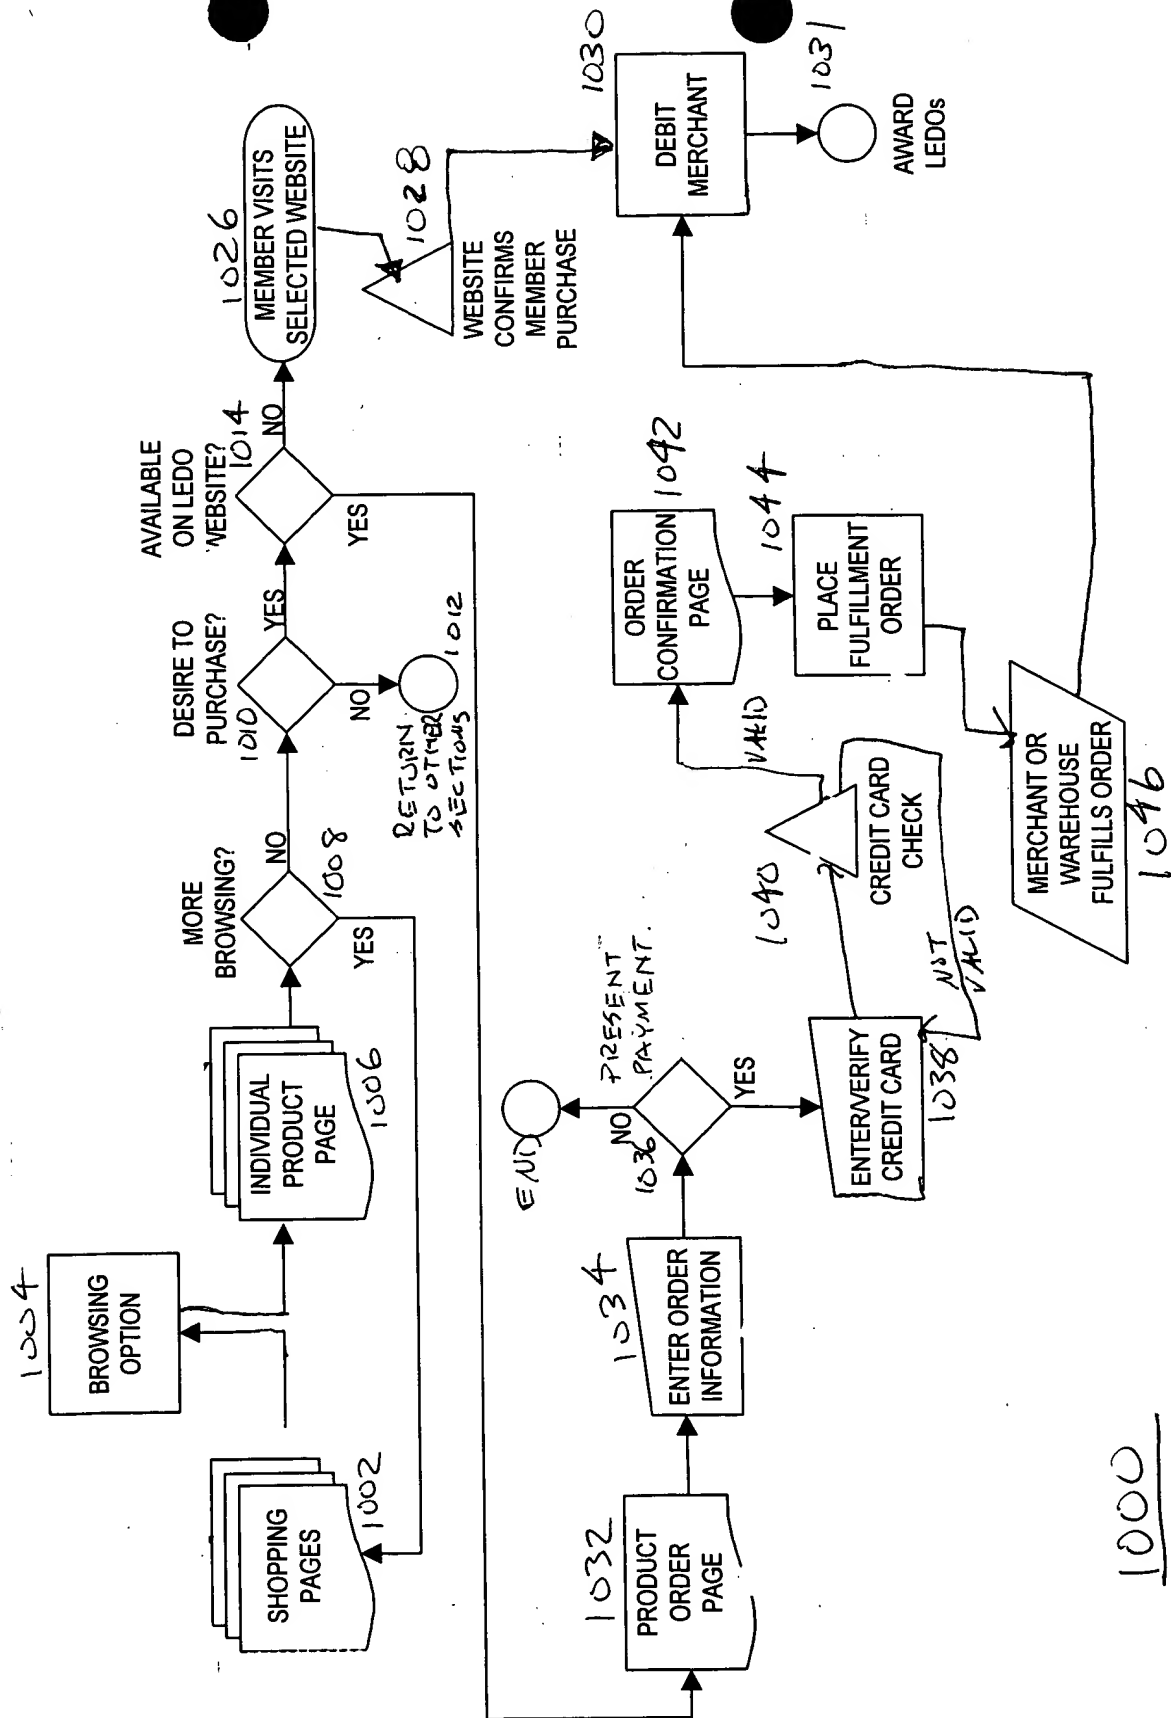 1004
BROWSING
OPTION
SHOPPING
PAGES
1002
INDIVIDUAL
PRODUCT
PAGE
1006
MORE
BROWSING?
NO
1008
YES
DESIRE TO
PURCHASE?
1010
YES
NO
1012
RETURN
TO OTHER
SECTIONS
AVAILABLE
ON LEDO
WEBSITE?
1014
NO
YES
1026
MEMBER VISITS
SELECTED WEBSITE
1028
WEBSITE
CONFIRMS
MEMBER
PURCHASE
1030
DEBIT
MERCHANT
1031
AWARD
LEDOs
1032
PRODUCT
ORDER
PAGE
1034
ENTER ORDER
INFORMATION
END
PRESENT
PAYMENT.
NO
1036
YES
ENTER/VERIFY
CREDIT CARD
1038
1040
CREDIT CARD
CHECK
NOT
VALID
VALID
ORDER
CONFIRMATION
PAGE
1042
1044
PLACE
FULFILLMENT
ORDER
MERCHANT OR
WAREHOUSE
FULFILLS ORDER
1046
1000